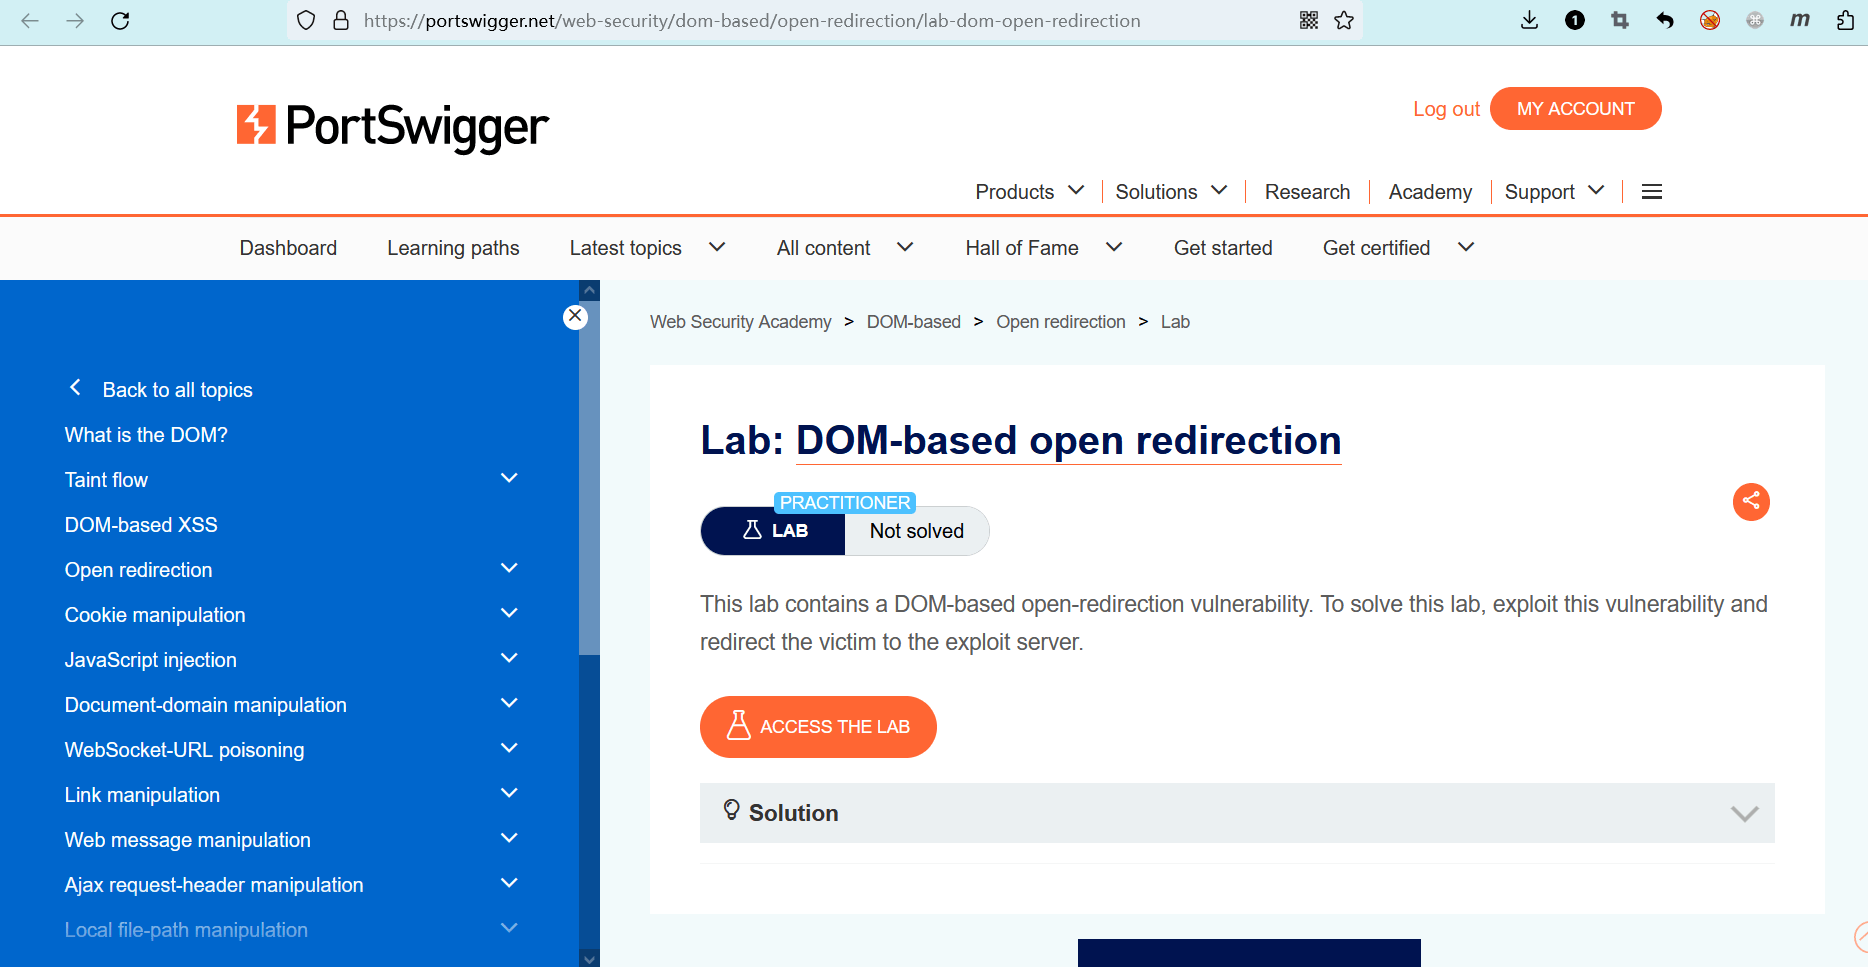 https://portswigger.net/web-security/dom-based/open-redirection/lab-dom-open-redirection
1
m
PortSwigger
Log out
MY ACCOUNT
Products
Solutions
Research
Academy
Support
Dashboard
Learning paths
Latest topics
All content
Hall of Fame
Get started
Get certified
Back to all topics
What is the DOM?
Taint flow
DOM-based XSS
Open redirection
Cookie manipulation
JavaScript injection
Document-domain manipulation
WebSocket-URL poisoning
Link manipulation
Web message manipulation
Ajax request-header manipulation
Local file-path manipulation
Web Security Academy > DOM-based > Open redirection > Lab
Lab: DOM-based open redirection
PRACTITIONER
LAB
Not solved
This lab contains a DOM-based open-redirection vulnerability. To solve this lab, exploit this vulnerability and
redirect the victim to the exploit server.
ACCESS THE LAB
Solution